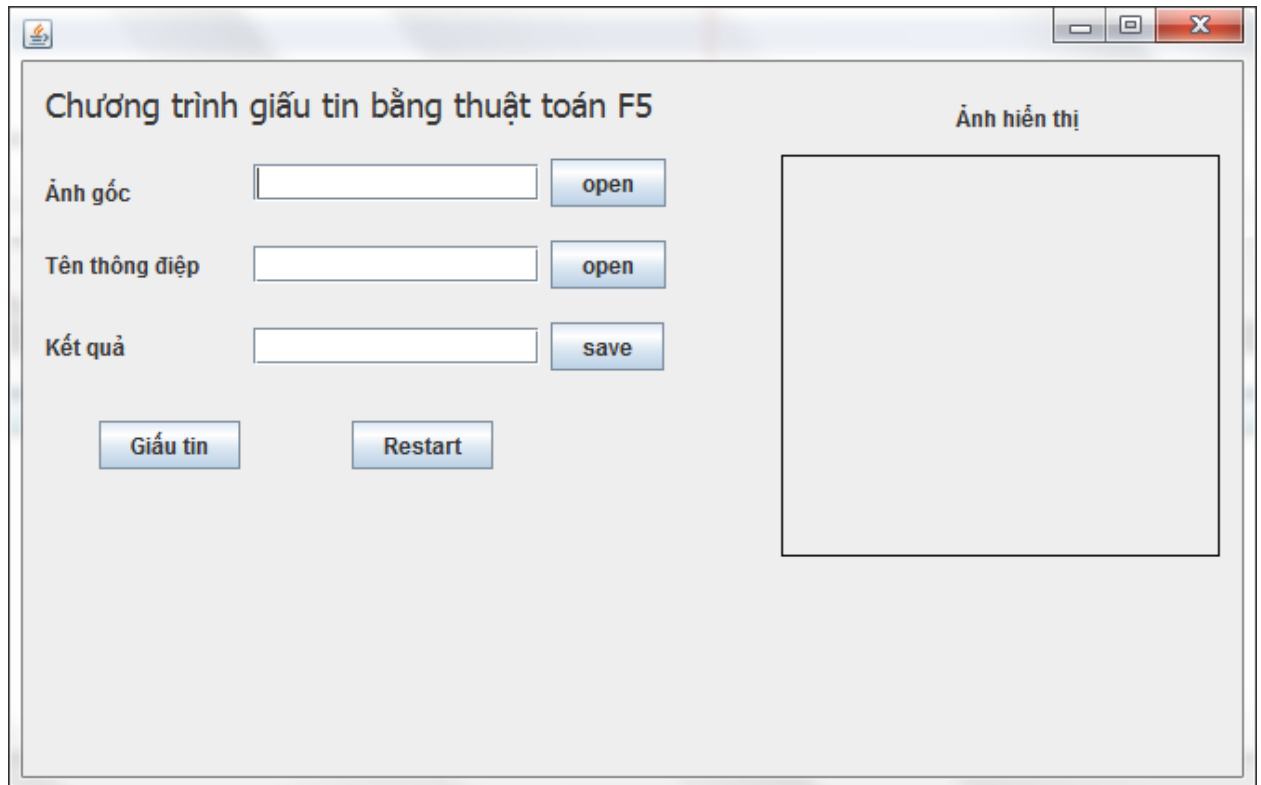 Chương trình giấu tin bằng thuật toán F5
Ảnh hiển thị
Ảnh gốc
open
Tên thông điệp
open
Kết quả
save
Giấu tin
Restart